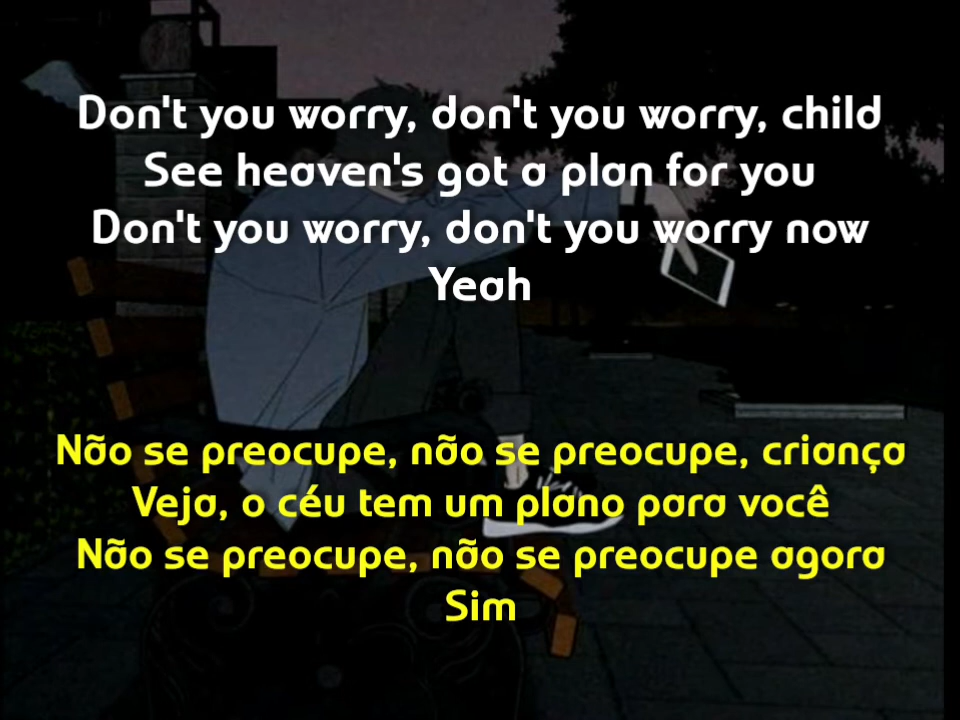 Don't you worry, don't you worry, child
See heaven's got a plan for you
Don't you worry, don't you worry now
Yeah
Não se preocupe, não se preocupe, criança
Veja, o céu tem um plano para você
Não se preocupe, não se preocupe agora
Sim